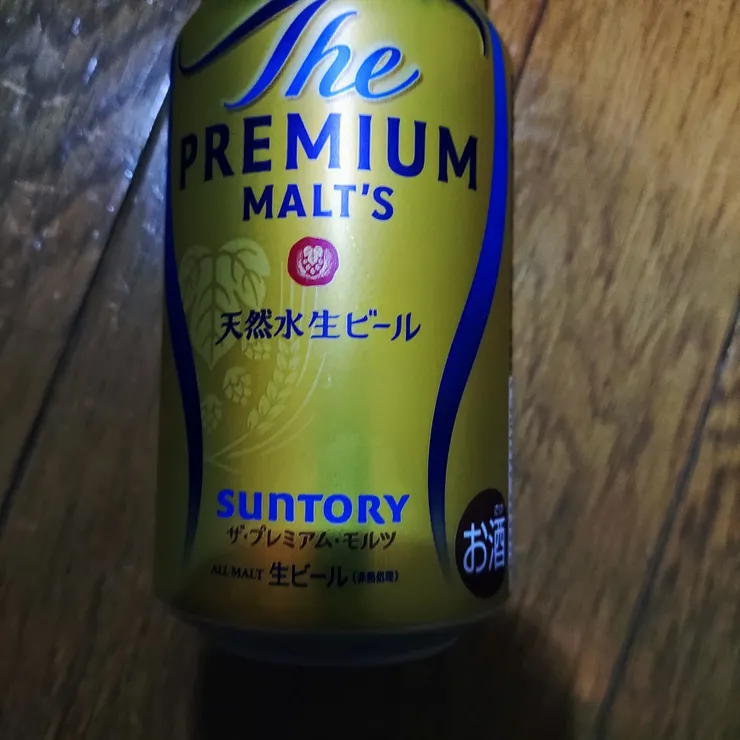 The
PREMIUM
MALT'S
天然水生ビール
SUNTORY
ザ・プレミアム・モルツ
ALL MALT 生ビール (非熱処理)
お酒